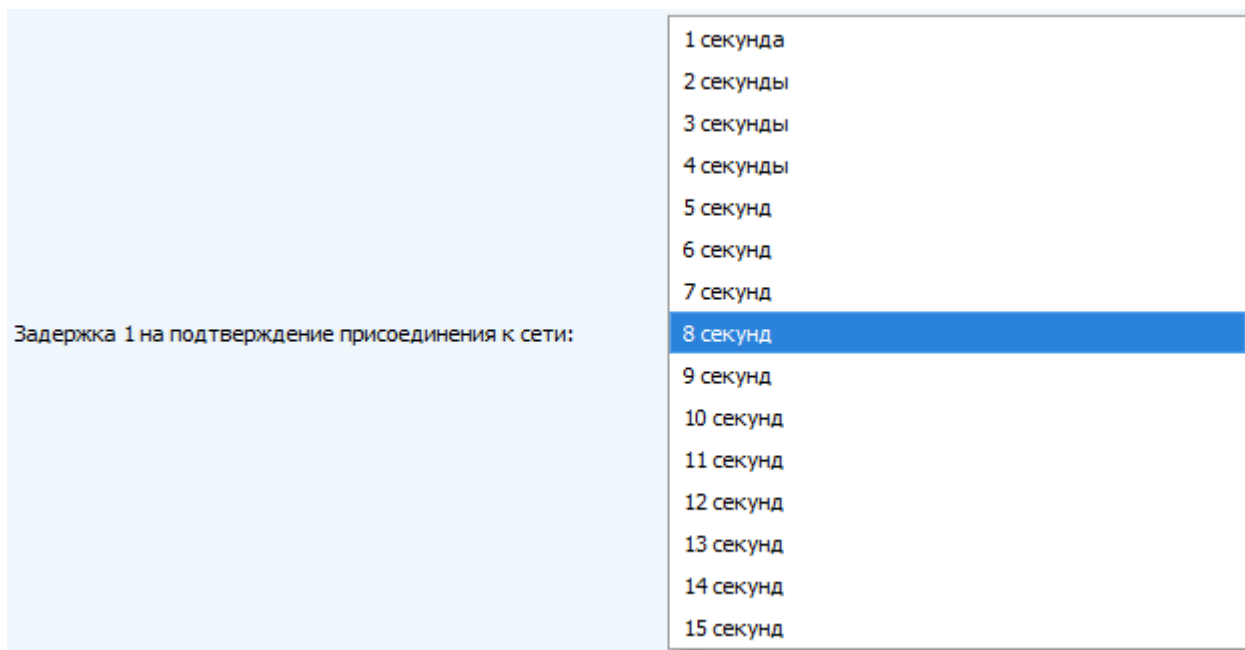 1 секунда
2 секунды
3 секунды
4 секунды
5 секунд
6 секунд
7 секунд
Задержка 1 на подтверждение присоединения к сети:
8 секунд
9 секунд
10 секунд
11 секунд
12 секунд
13 секунд
14 секунд
15 секунд